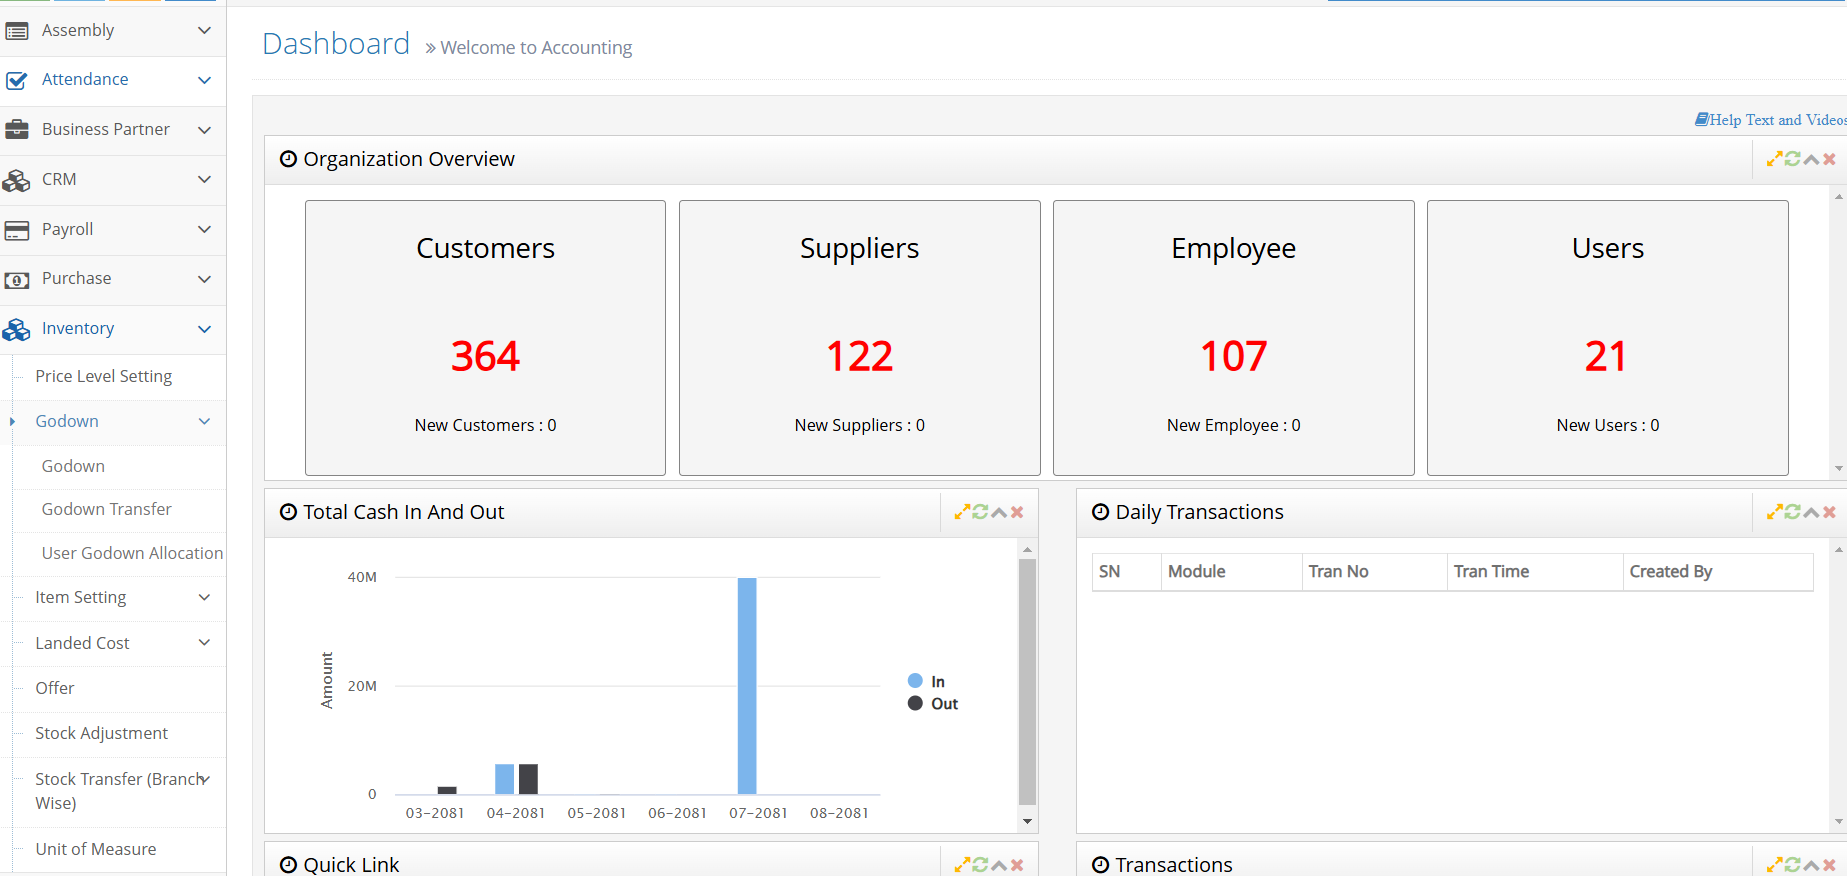 Assembly
Attendance
Business Partner
CRM
Payroll
Purchase
Inventory
Price Level Setting
Godown
Godown
Godown Transfer
User Godown Allocation
Item Setting
Landed Cost
Offer
Stock Adjustment
Stock Transfer (Branch
Wise)
Unit of Measure
Dashboard » Welcome to Accounting
Help Text and Videos
Organization Overview
Customers
364
New Customers : 0
Suppliers
122
New Suppliers : 0
Employee
107
New Employee : 0
Users
21
New Users : 0
Total Cash In And Out
Amount
40M
20M
0
03-2081 04-2081 05-2081 06-2081 07-2081 08-2081
In
Out
Daily Transactions
SN Module Tran No Tran Time Created By
Quick Link
Transactions